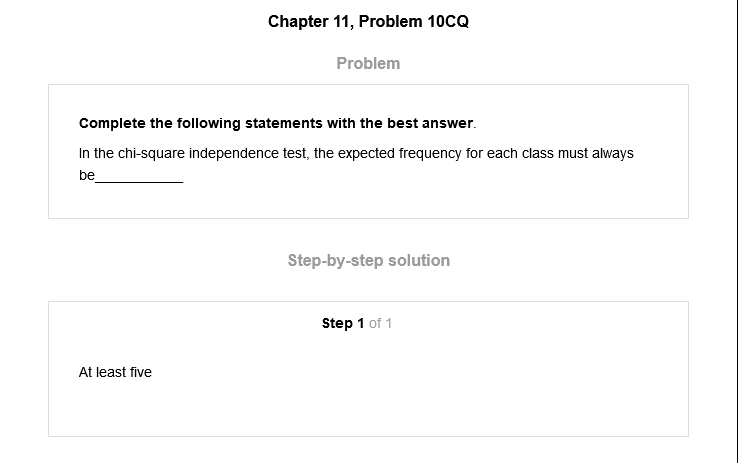 Chapter 11, Problem 10CQ
Problem
Complete the following statements with the best answer.
In the chi-square independence test, the expected frequency for each class must always
be___________
Step-by-step solution
Step 1 of 1
At least five